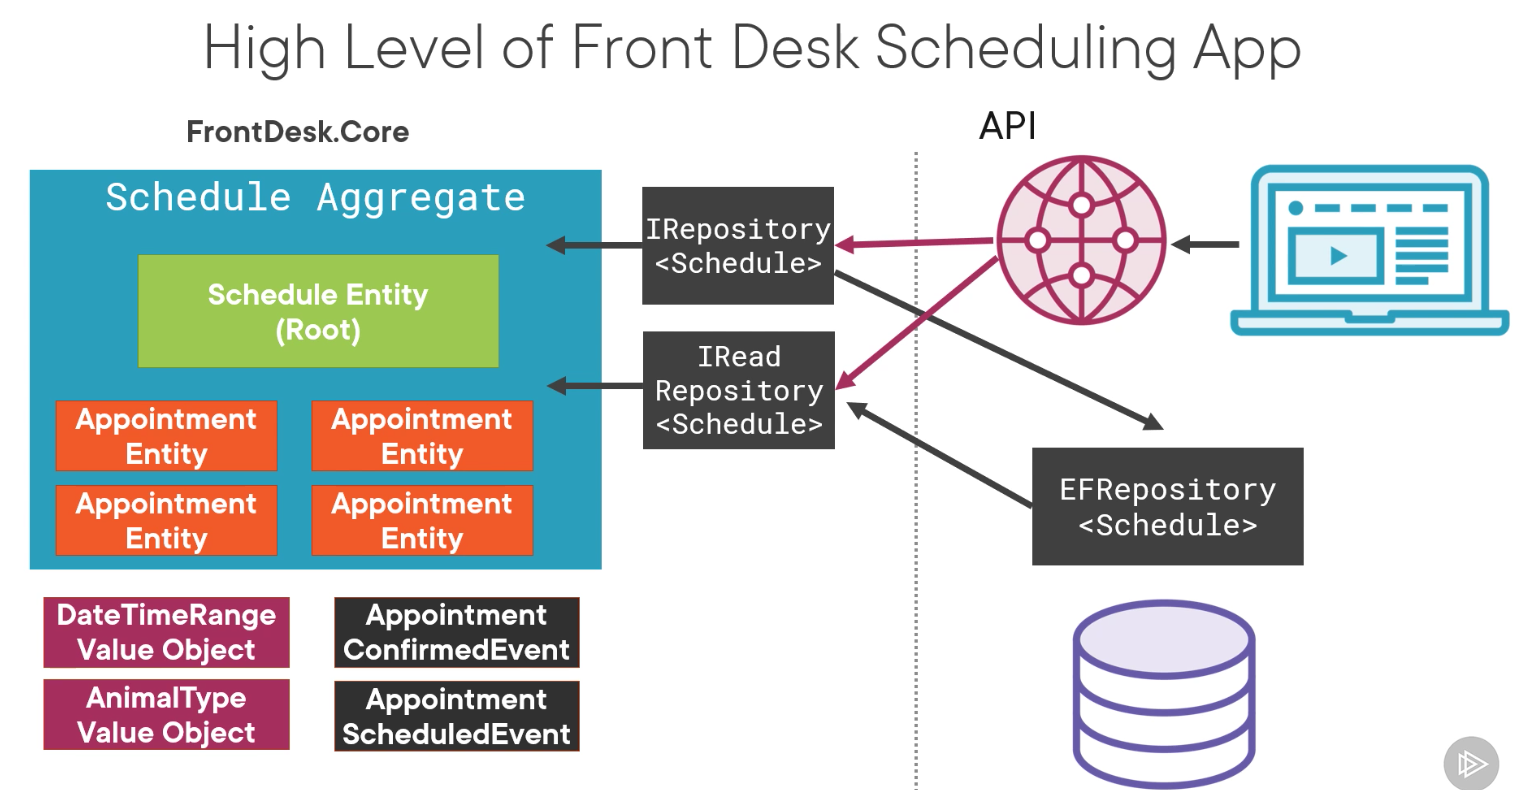 High Level of Front Desk Scheduling App
FrontDesk.Core
API
Schedule Aggregate
IRepository
<Schedule>
Schedule Entity
(Root)
IRead
Repository
<Schedule>
Appointment
Entity
Appointment
Entity
Appointment
Entity
Appointment
Entity
EFRepository
<Schedule>
DateTimeRange
Value Object
Appointment
ConfirmedEvent
AnimalType
Value Object
Appointment
ScheduledEvent